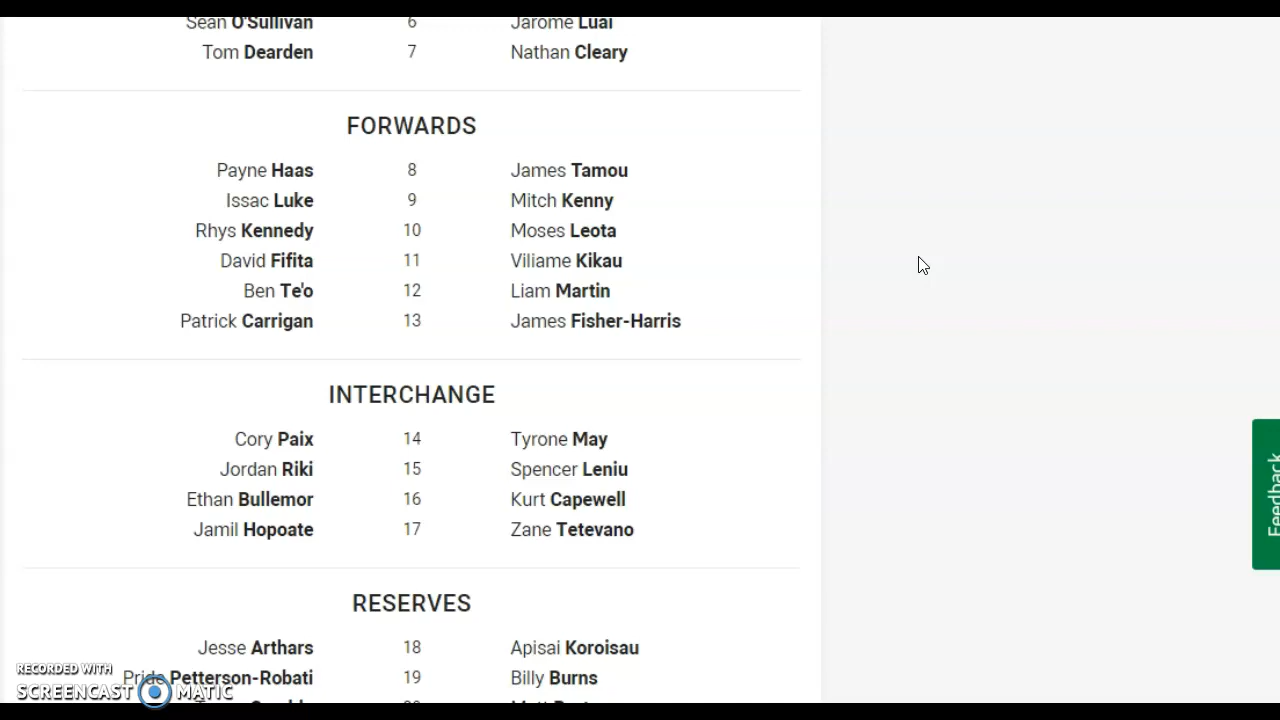 Sean O'Sullivan 6 Jarome Luai
Tom Dearden 7 Nathan Cleary
FORWARDS
Payne Haas 8 James Tamou
Issac Luke 9 Mitch Kenny
Rhys Kennedy 10 Moses Leota
David Fifita 11 Viliame Kikau
Ben Te'o 12 Liam Martin
Patrick Carrigan 13 James Fisher-Harris
INTERCHANGE
Cory Paix 14 Tyrone May
Jordan Riki 15 Spencer Leniu
Ethan Bullemor 16 Kurt Capewell
Jamil Hopoate 17 Zane Tetevano
RESERVES
Jesse Arthars 18 Apisai Koroisau
Pride Petterson-Robati 19 Billy Burns
Feedback
RECORDED WITH
SCREENCAST MATIC